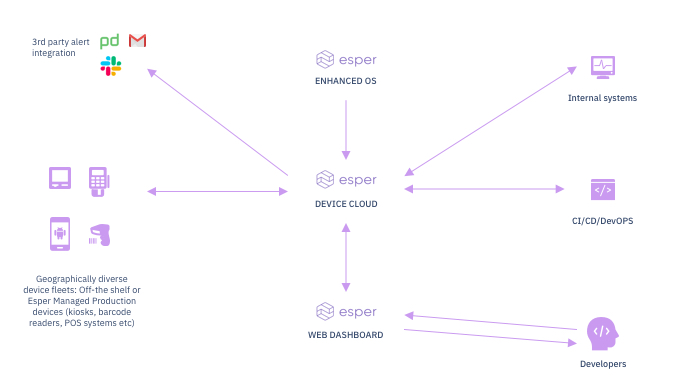 3rd party alert
integration
pd
esper
ENHANCED OS
Internal systems
esper
DEVICE CLOUD
</>
CI/CD/DevOPS
Geographically diverse
device fleets: Off-the shelf or
Esper Managed Production
devices (kiosks, barcode
readers, POS systems etc)
esper
WEB DASHBOARD
</>
Developers